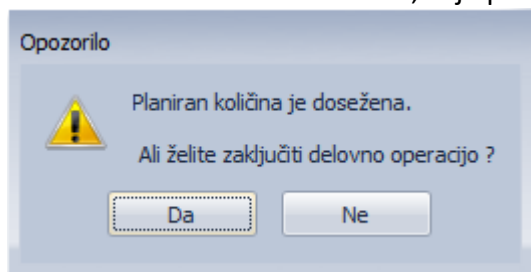 Opozorilo
Planiran količina je dosežena.
Ali želite zaključiti delovno operacijo ?
Da
Ne